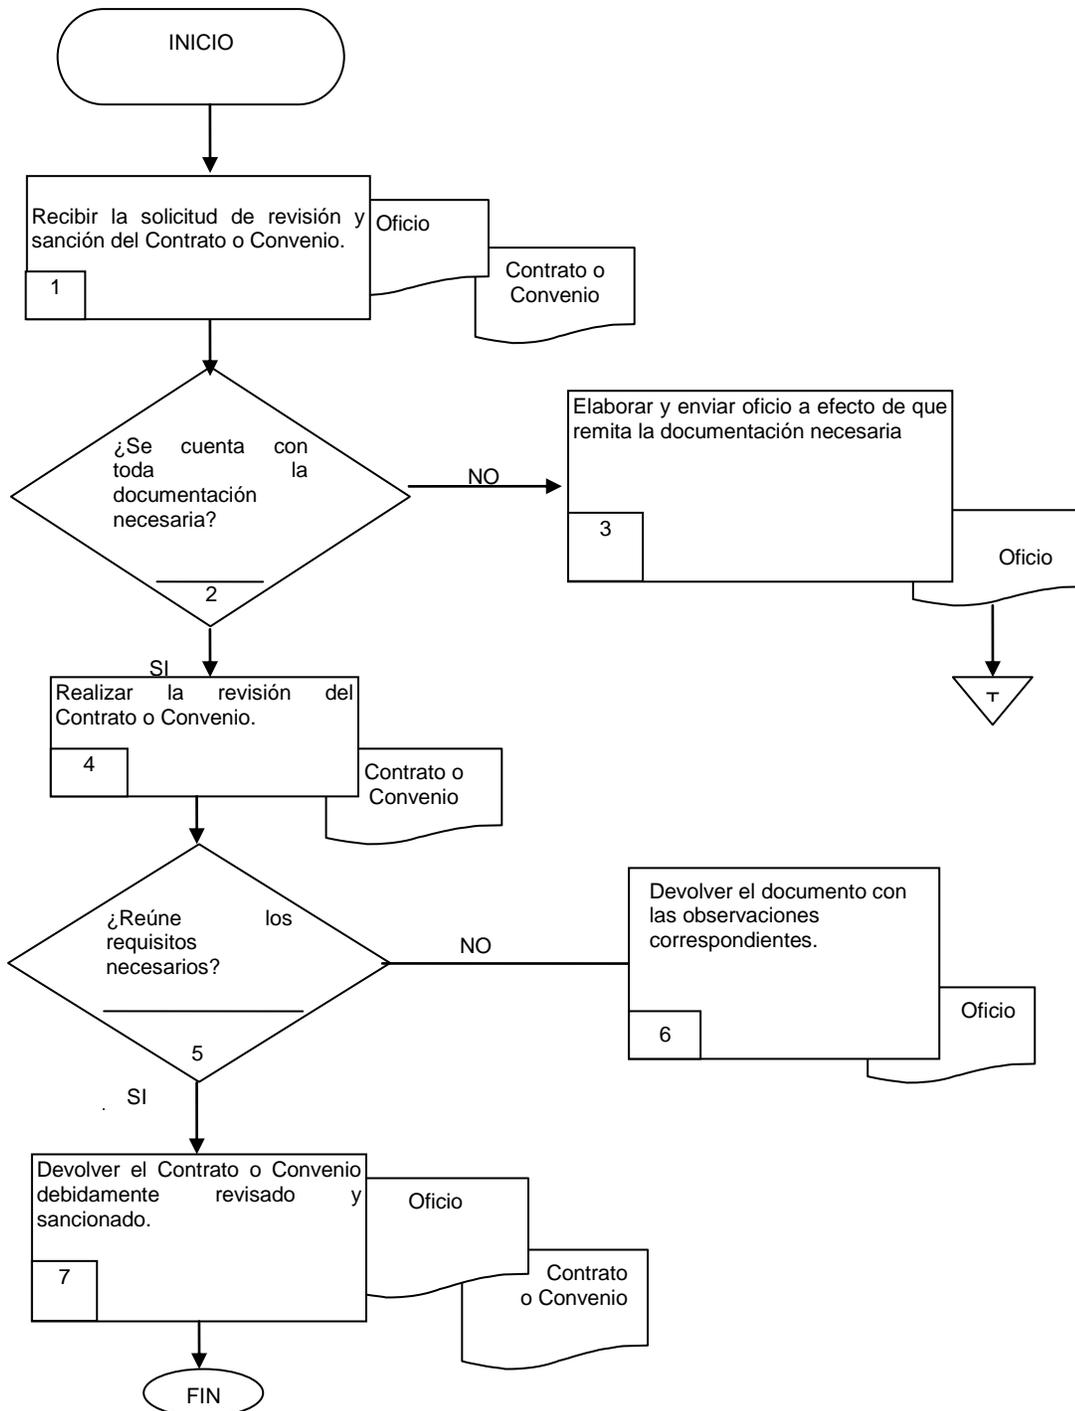 INICIO
Recibir la solicitud de revisión y
sanción del Contrato o Convenio.
1
Oficio
Contrato o
Convenio
¿Se cuenta con
toda la
documentación
necesaria?
2
NO
Elaborar y enviar oficio a efecto de que
remita la documentación necesaria
3
Oficio
T
SI
Realizar la revisión del
Contrato o Convenio.
4
Contrato o
Convenio
¿Reúne los
requisitos
necesarios?
5
NO
Devolver el documento con
las observaciones
correspondientes.
6
Oficio
. SI
Devolver el Contrato o Convenio
debidamente revisado y
sancionado.
7
Oficio
Contrato
o Convenio
FIN